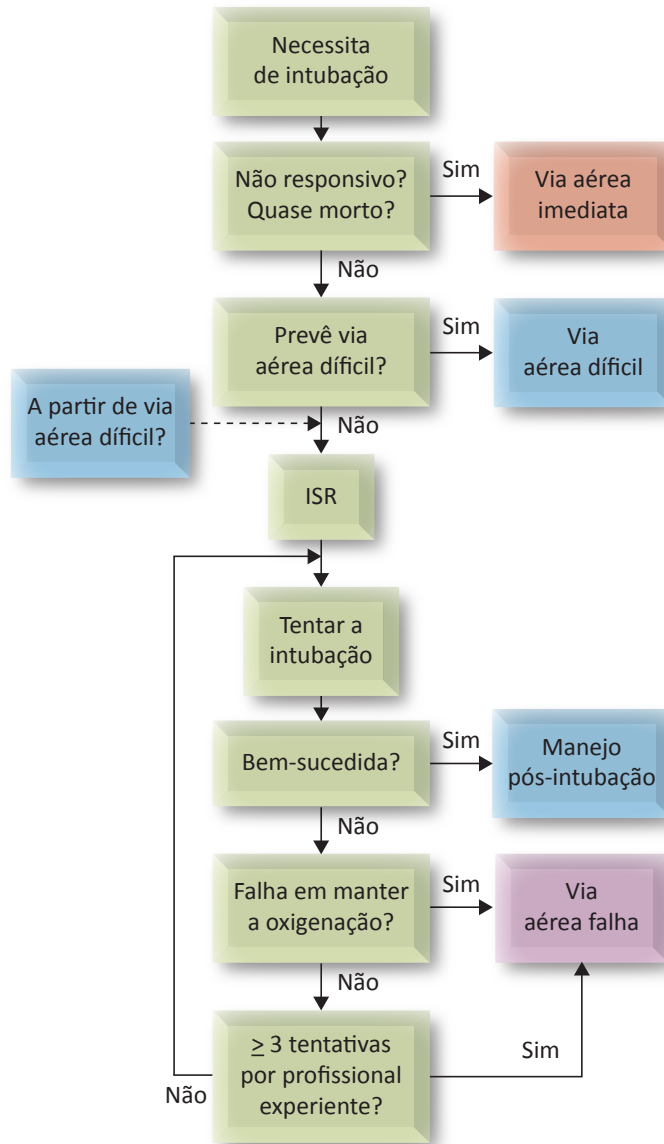 Necessita
de intubação
Não responsivo?
Quase morto?
Sim
Via aérea
imediata
Não
Prevê via
aérea díficil?
Sim
Via
aérea díficil
A partir de via
aérea díficil?
Não
ISR
Tentar a
intubação
Bem-sucedida?
Sim
Manejo
pós-intubação
Não
Falha em manter
a oxigenação?
Sim
Via
aérea falha
Não
≥ 3 tentativas
por profissional
experiente?
Sim
Não